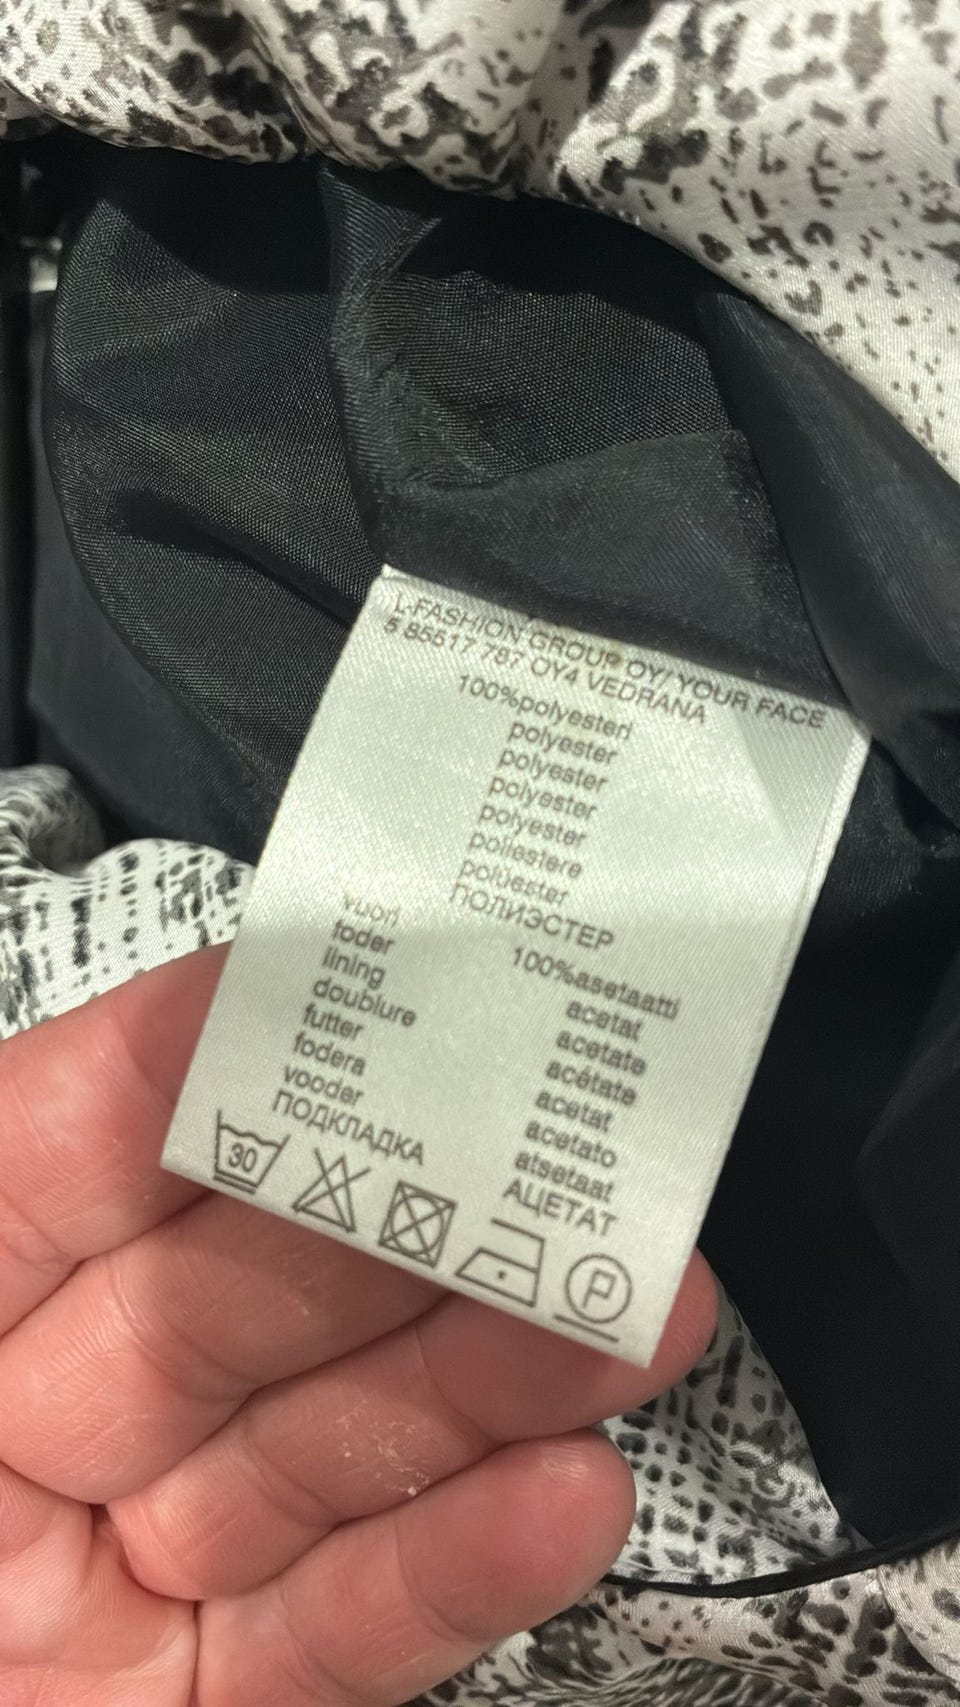 L-FASHION GROUP OY/ YOUR FACE
5 85517 787 OY4 VEDRANA
100%polyesteri
polyester
polyester
polyester
polyester
poliestere
polüester
ПОЛИЭСТЕР
vuori 100%asetaatti
foder acetat
lining acetate
doublure acétate
futter acetat
fodera acetato
vooder atsetaat
ПОДКЛАДКА АЦЕТАТ
30
P